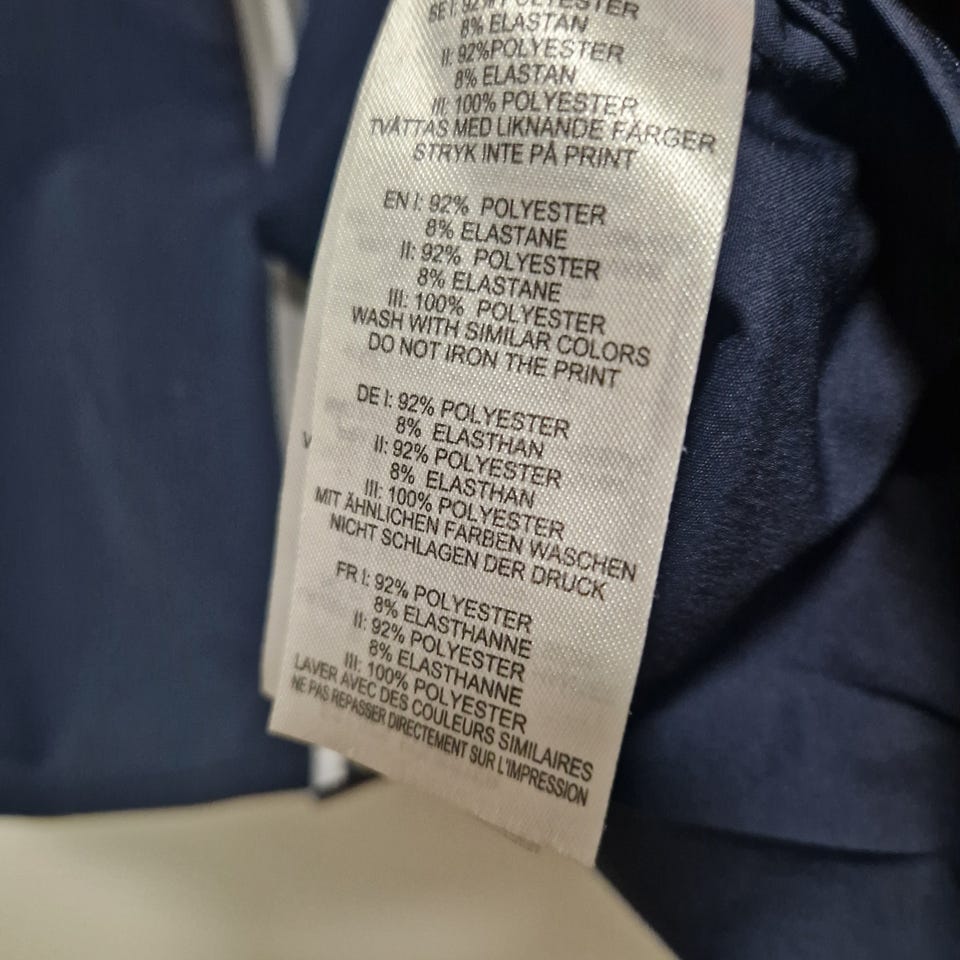 SE I: 92% POLYESTER
8% ELASTAN
II: 92%POLYESTER
8% ELASTAN
III: 100% POLYESTER
TVÄTTAS MED LIKNANDE FÄRGER
STRYK INTE PÅ PRINT
EN I: 92% POLYESTER
8% ELASTANE
II: 92% POLYESTER
8% ELASTANE
III: 100% POLYESTER
WASH WITH SIMILAR COLORS
DO NOT IRON THE PRINT
DE I: 92% POLYESTER
8% ELASTHAN
II: 92% POLYESTER
8% ELASTHAN
III: 100% POLYESTER
MIT ÄHNLICHEN FARBEN WASCHEN
NICHT SCHLAGEN DER DRUCK
FR I: 92% POLYESTER
8% ELASTHANNE
II: 92% POLYESTER
8% ELASTHANNE
III: 100% POLYESTER
LAVER AVEC DES COULEURS SIMILAIRES
NE PAS REPASSER DIRECTEMENT SUR L'IMPRESSION